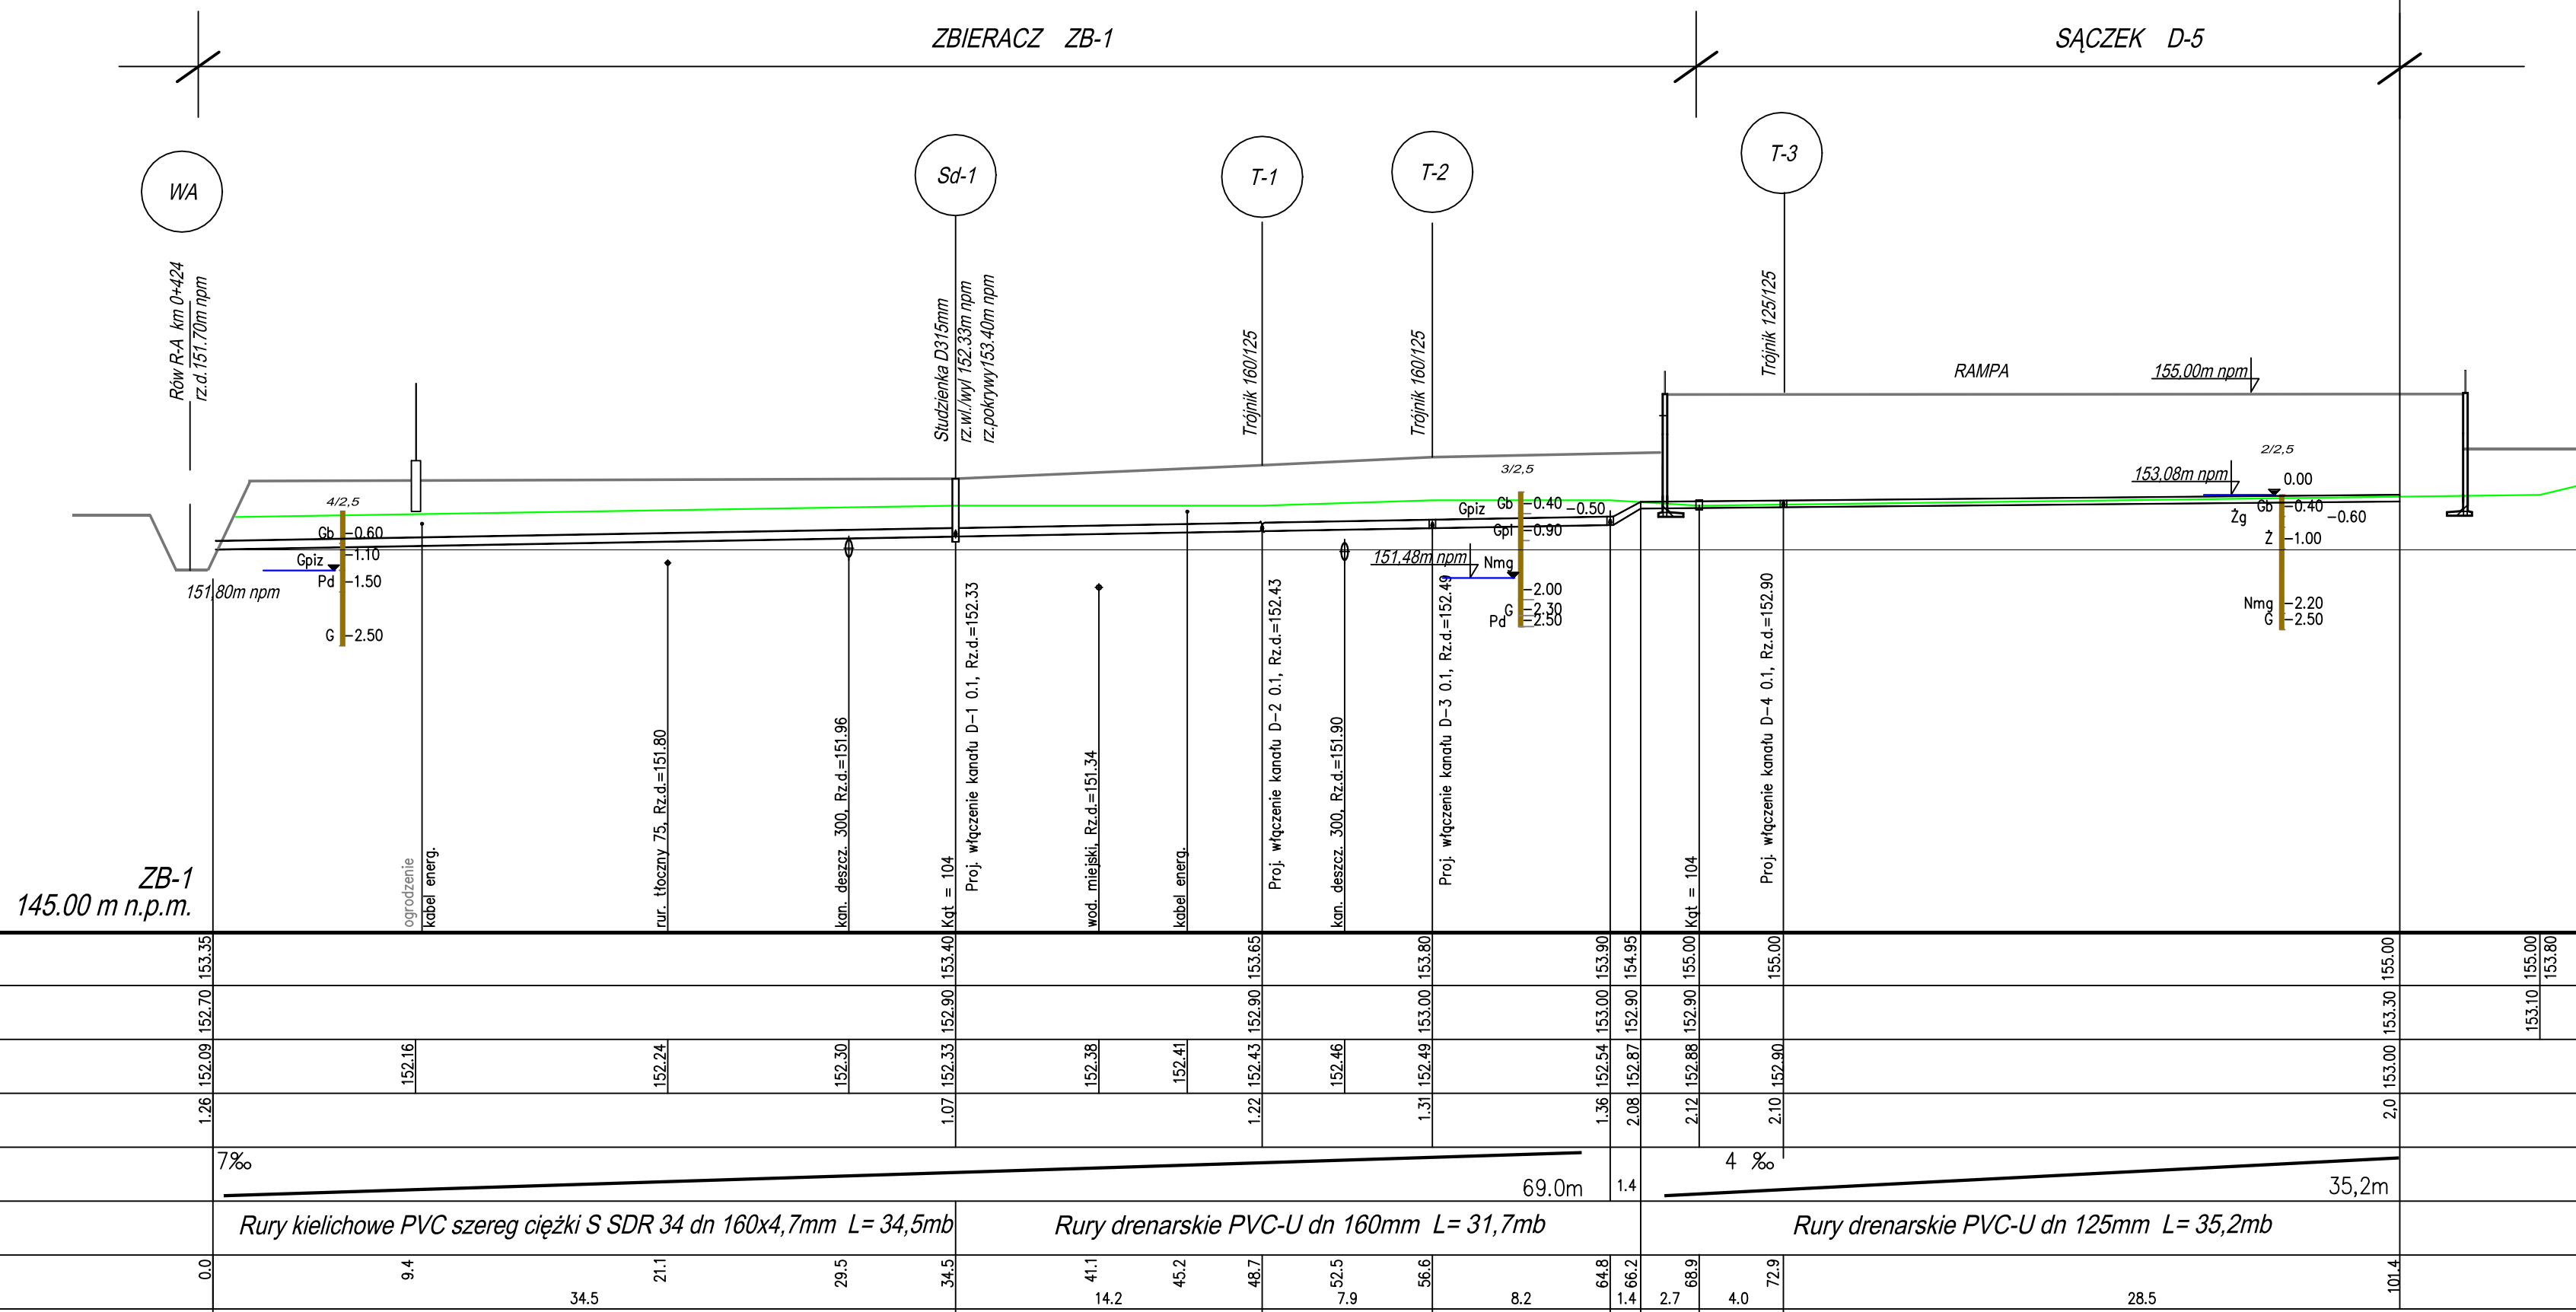 ZBIERACZ ZB-1
SĄCZEK D-5
WA
Sd-1
T-1
T-2
T-3
Rów R-A km 0+424
rz.d.151.70m npm
Studzienka D315mm
rz.wl./wyl 152.33m npm
rz.pokrywy153.40m npm
Trójnik 160/125
Trójnik 160/125
Trójnik 125/125
RAMPA
155,00m npm
4/2,5
Gb -0.60
-1.10
Gpiz
Pd -1.50
G -2.50
151,80m npm
3/2,5
Gb -0.40
Gpiz -0.50
Gpl -0.90
151,48m npm
Nmg
-2.00
G -2.30
Pd -2.50
2/2,5
153,08m npm
0.00
Gb -0.40
Żg -0.60
Ż -1.00
Nmg -2.20
G -2.50
ogrodzenie
kabel energ.
rur. tłoczny 75, Rz.d.=151.80
kan. deszcz. 300, Rz.d.=151.96
Kąt = 104
Proj. włączenie kanału D-1 0.1, Rz.d.=152.33
wod. miejski, Rz.d.=151.34
kabel energ.
Proj. włączenie kanału D-2 0.1, Rz.d.=152.43
kan. deszcz. 300, Rz.d.=151.90
Proj. włączenie kanału D-3 0.1, Rz.d.=152.49
Kąt = 104
Proj. włączenie kanału D-4 0.1, Rz.d.=152.90
ZB-1
145.00 m n.p.m.
153.35 153.40 153.65 153.80 153.90 154.95 155.00 155.00 155.00 155.00 153.80
152.70 152.90 152.90 153.00 153.00 152.90 152.90 153.30 153.10
152.09 152.16 152.24 152.30 152.33 152.38 152.41 152.43 152.46 152.49 152.54 152.87 152.88 152.90 153.00
1.26 1.07 1.22 1.31 1.36 2.08 2.12 2.10 2,0
7‰ 69.0m 1.4 4 ‰ 35,2m
Rury kielichowe PVC szereg ciężki S SDR 34 dn 160x4,7mm L= 34,5mb
Rury drenarskie PVC-U dn 160mm L= 31,7mb
Rury drenarskie PVC-U dn 125mm L= 35,2mb
0.0 9.4 21.1 29.5 34.5 41.1 45.2 48.7 52.5 56.6 64.8 66.2 68.9 72.9 101.4
34.5 14.2 7.9 8.2 1.4 2.7 4.0 28.5